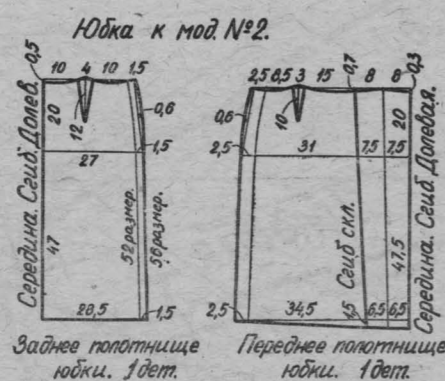 Юбка к мод. №2.
0,5 10 4 10 1,5
20 12 0,6
1,5
27
Середина. Сгиб. Долев.
47
52 размер.
56 размер.
28,5 1,5
Заднее полотнище
юбки. 1 дет.
2,5 8,5 3 15 0,7 8 8 0,3
0,6 10 20
2,5 31 7,5 7,5
Сгиб скл.
47,5
Середина. Сгиб. Долевая.
2,5 34,5 1,5 6,5 6,5
Переднее полотнище
юбки. 1 дет.